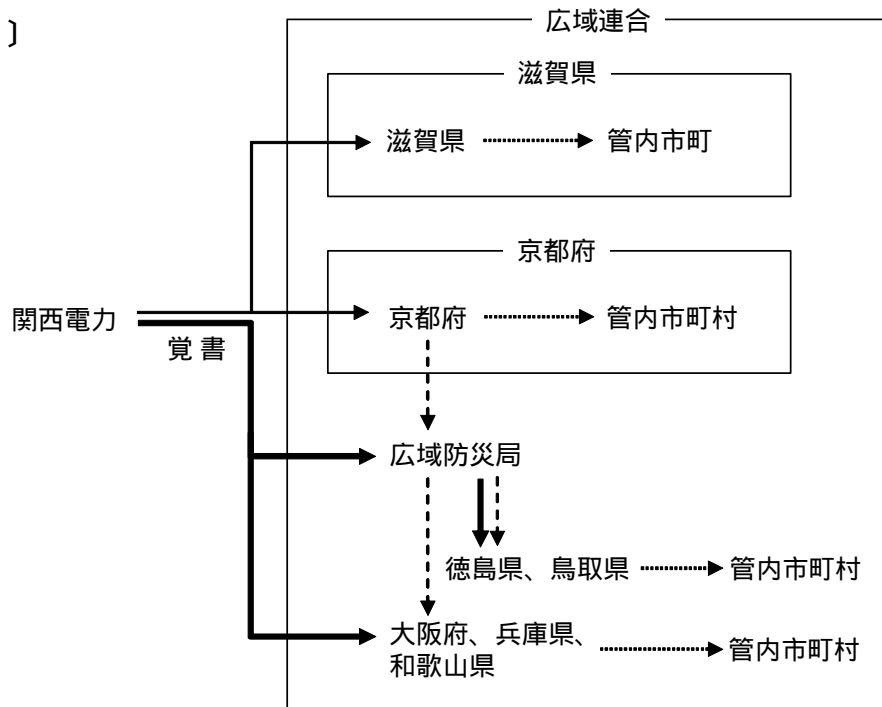 〕
広域連合
滋賀県
滋賀県
管内市町
京都府
関西電力
京都府
管内市町村
覚書
広域防災局
徳島県、鳥取県
管内市町村
大阪府、兵庫県、
和歌山県
管内市町村